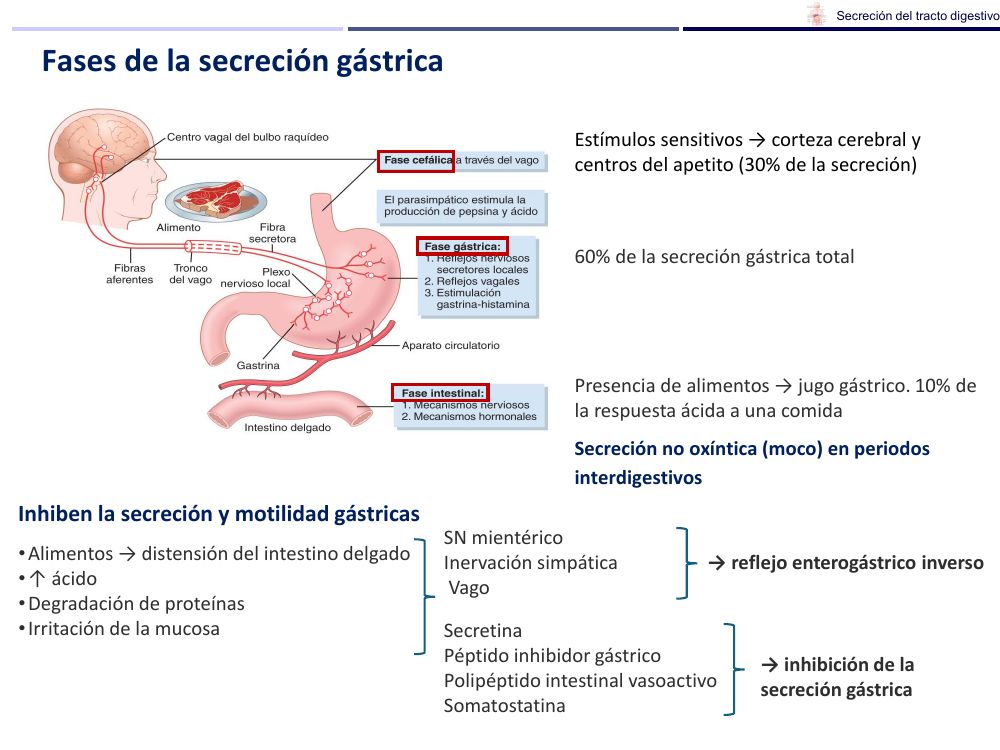 Secreción del tracto digestivo
Fases de la secreción gástrica
Centro vagal del bulbo raquídeo
Fase cefálica a través del vago
El parasimpático estimula la
producción de pepsina y ácido
Alimento
Fibra
secretora
Fase gástrica:
1. Reflejos nerviosos
secretores locales
2. Reflejos vagales
3. Estimulación
gastrina-histamina
Fibras
aferentes
Tronco
del vago
Plexo
nervioso local
Aparato circulatorio
Gastrina
Fase intestinal:
1. Mecanismos nerviosos
2. Mecanismos hormonales
Intestino delgado
Estímulos sensitivos → corteza cerebral y
centros del apetito (30% de la secreción)
60% de la secreción gástrica total
Presencia de alimentos → jugo gástrico. 10% de
la respuesta ácida a una comida
Secreción no oxíntica (moco) en periodos
interdigestivos
Inhiben la secreción y motilidad gástricas
•Alimentos → distensión del intestino delgado
•↑ ácido
•Degradación de proteínas
•Irritación de la mucosa
SN mientérico
Inervación simpática
Vago
→ reflejo enterogástrico inverso
Secretina
Péptido inhibidor gástrico
Polipéptido intestinal vasoactivo
Somatostatina
→ inhibición de la
secreción gástrica